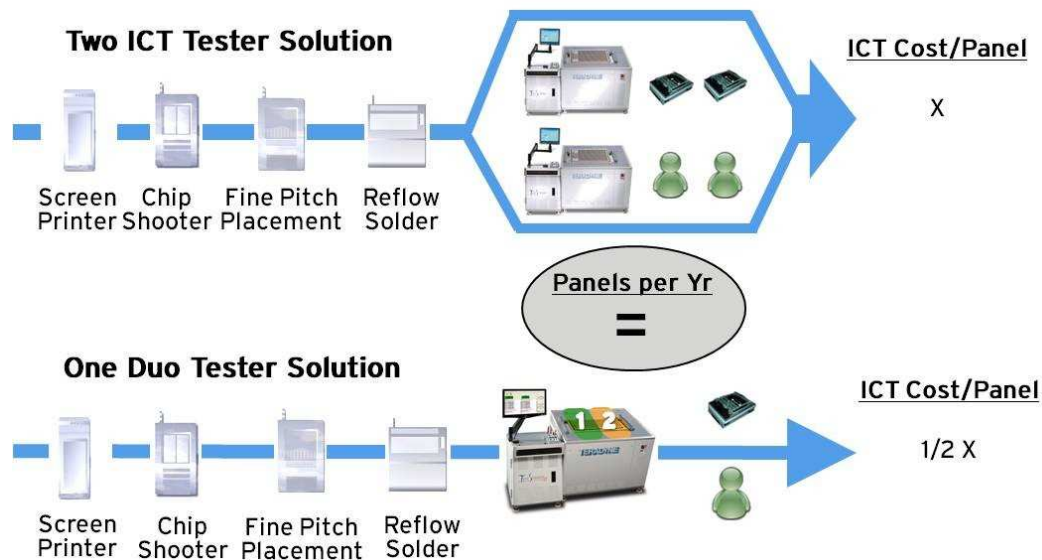 Two ICT Tester Solution
ICT Cost/Panel
X
Screen
Printer
Chip
Shooter
Fine Pitch
Placement
Reflow
Solder
Panels per Yr
=
One Duo Tester Solution
1 2
TERADYNE
ICT Cost/Panel
1/2 X
Screen
Printer
Chip
Shooter
Fine Pitch
Placement
Reflow
Solder